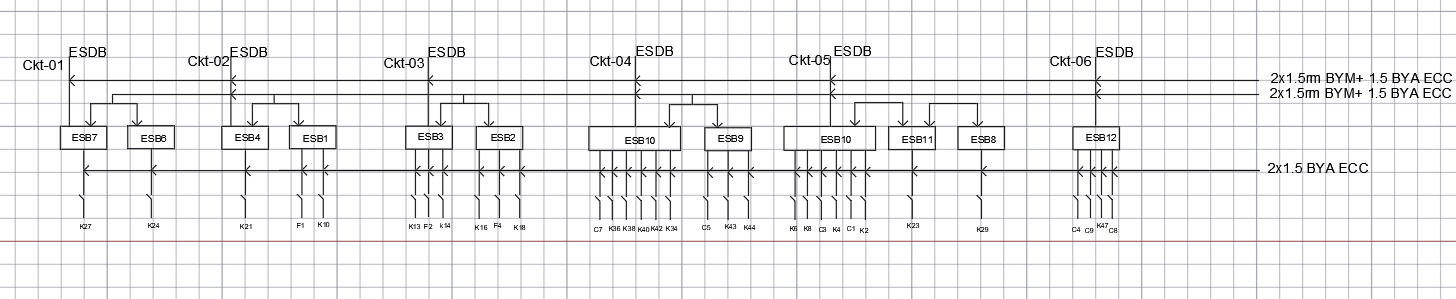 ESDB ESDB ESDB ESDB ESDB ESDB
Ckt-01 Ckt-02 Ckt-03 Ckt-04 Ckt-05 Ckt-06
2x1.5rm BYM+ 1.5 BYA ECC
2x1.5rm BYM+ 1.5 BYA ECC
ESB7 ESB6 ESB4 ESB1 ESB3 ESB2 ESB10 ESB9 ESB10 ESB11 ESB8 ESB12
2x1.5 BYA ECC
K27 K24 K21 F1 K10 K13 F2 k14 K16 F4 K18 C7 K36 K38 K40 K42 K34 C5 K43 K44 K6 K8 C3 K4 C1 K2 K23 K29 C4 C9 K47 C8